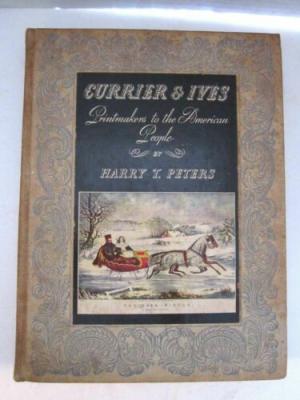 CURRIER & IVES
Printmakers to the American
People
BY
HARRY T. PETERS